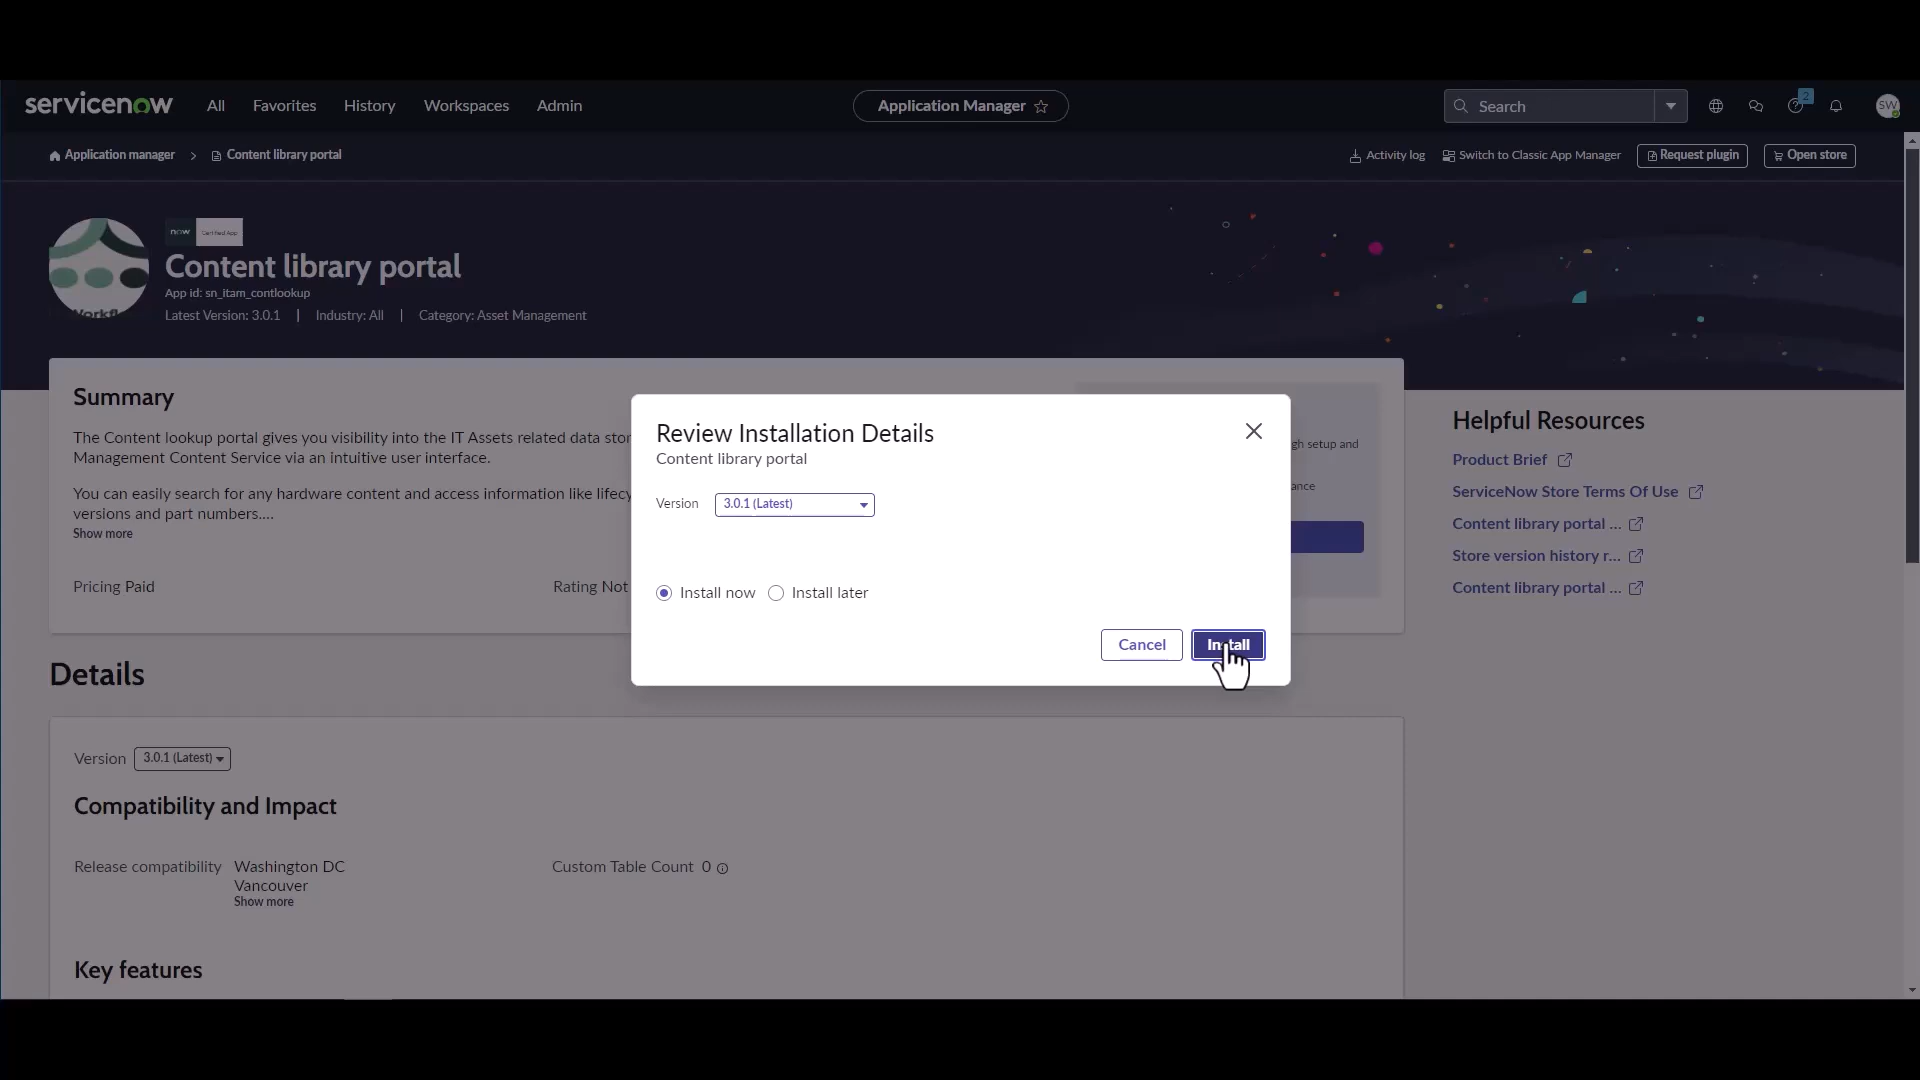 servicenow
All
Favorites
History
Workspaces
Admin
Application Manager
Search
2
SW
Application manager
Content library portal
Activity log
Switch to Classic App Manager
Request plugin
Open store
now
Certified App
Content library portal
App id: sn_itam_contlookup
Latest Version: 3.0.1 | Industry: All | Category: Asset Management
Summary
The Content lookup portal gives you visibility into the IT Assets related data stor
Management Content Service via an intuitive user interface.
You can easily search for any hardware content and access information like lifecy
versions and part numbers....
Show more
Pricing Paid
Rating Not
gh setup and
ance
Review Installation Details
Content library portal
Version 3.0.1 (Latest)
Install now
Install later
Cancel
Install
Helpful Resources
Product Brief
ServiceNow Store Terms Of Use
Content library portal ...
Store version history r...
Content library portal ...
Details
Version 3.0.1 (Latest)
Compatibility and Impact
Release compatibility Washington DC
Vancouver
Show more
Custom Table Count 0
Key features